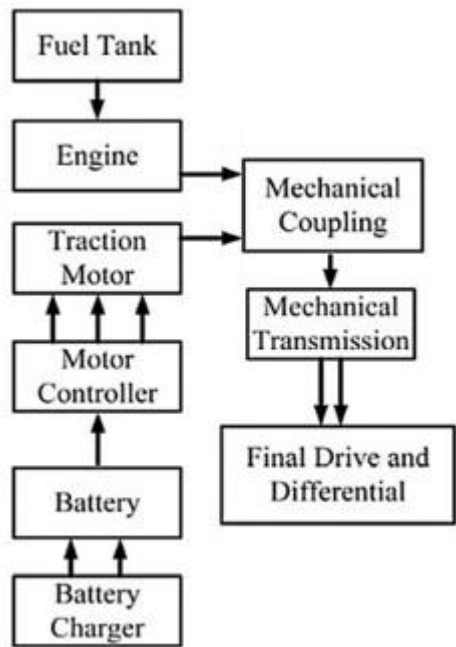 Fuel Tank
Engine
Mechanical
Coupling
Traction
Motor
Mechanical
Transmission
Motor
Controller
Final Drive and
Differential
Battery
Battery
Charger